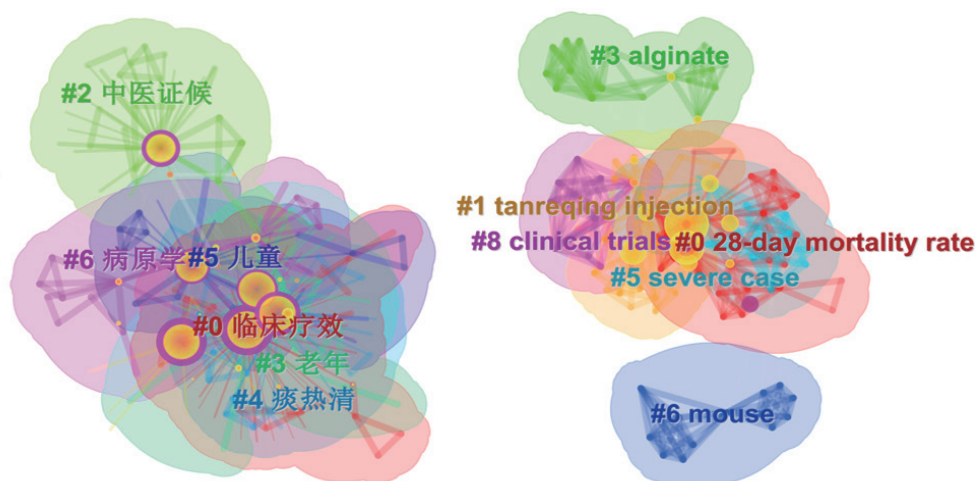 #2 中医证候
#6 病原学
#5 儿童
#0 临床疗效
#3 老年
#4 痰热清
#3 alginate
#1 tanreqing injection
#8 clinical trials
#0 28-day mortality rate
#5 severe case
#6 mouse